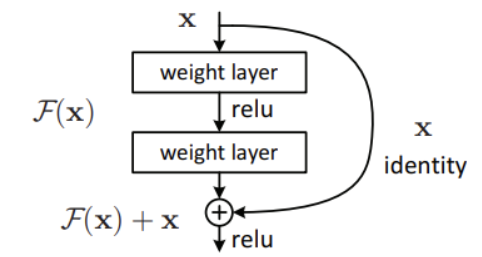 x
weight layer
relu
F(x)
x
identity
weight layer
F(x) + x
relu